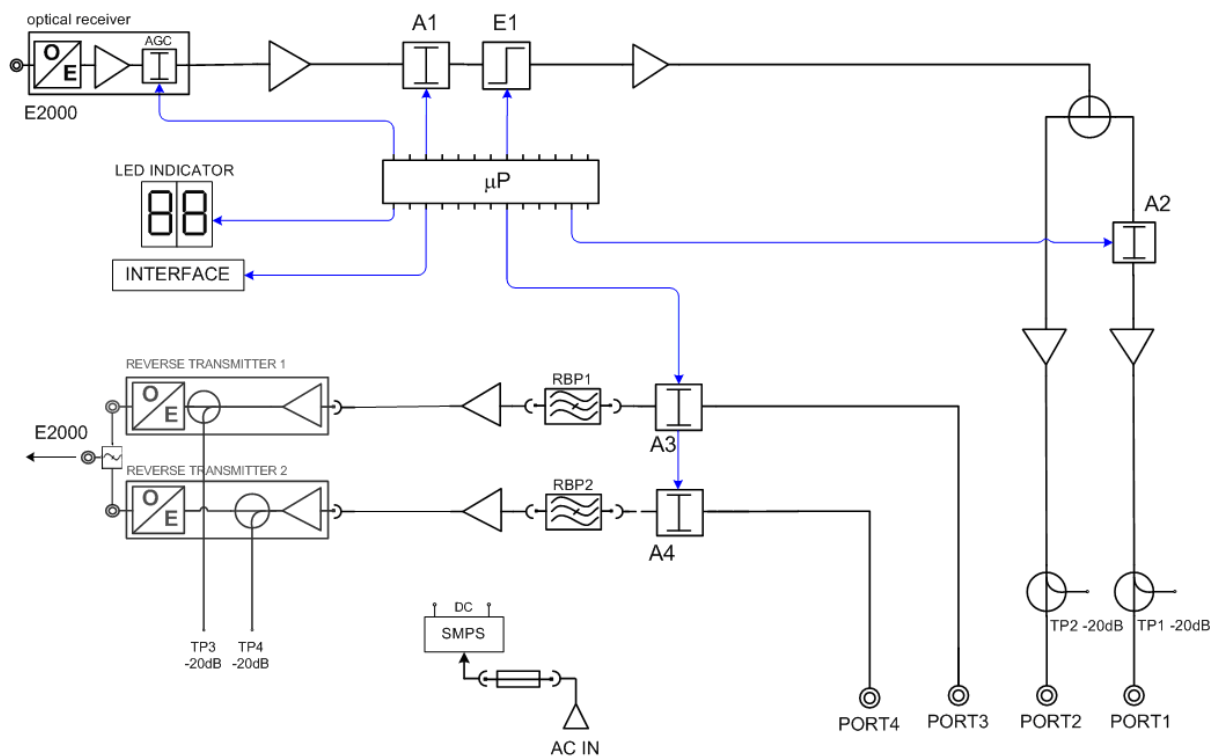 optical receiver
A1
E1
AGC
O
E
E2000
LED INDICATOR
88
μP
A2
INTERFACE
REVERSE TRANSMITTER 1
RBP1
O
E
A3
E2000
REVERSE TRANSMITTER 2
RBP2
O
E
A4
TP2 -20dB
TP1 -20dB
DC
SMPS
TP3
-20dB
TP4
-20dB
PORT4
PORT3
PORT2
PORT1
AC IN